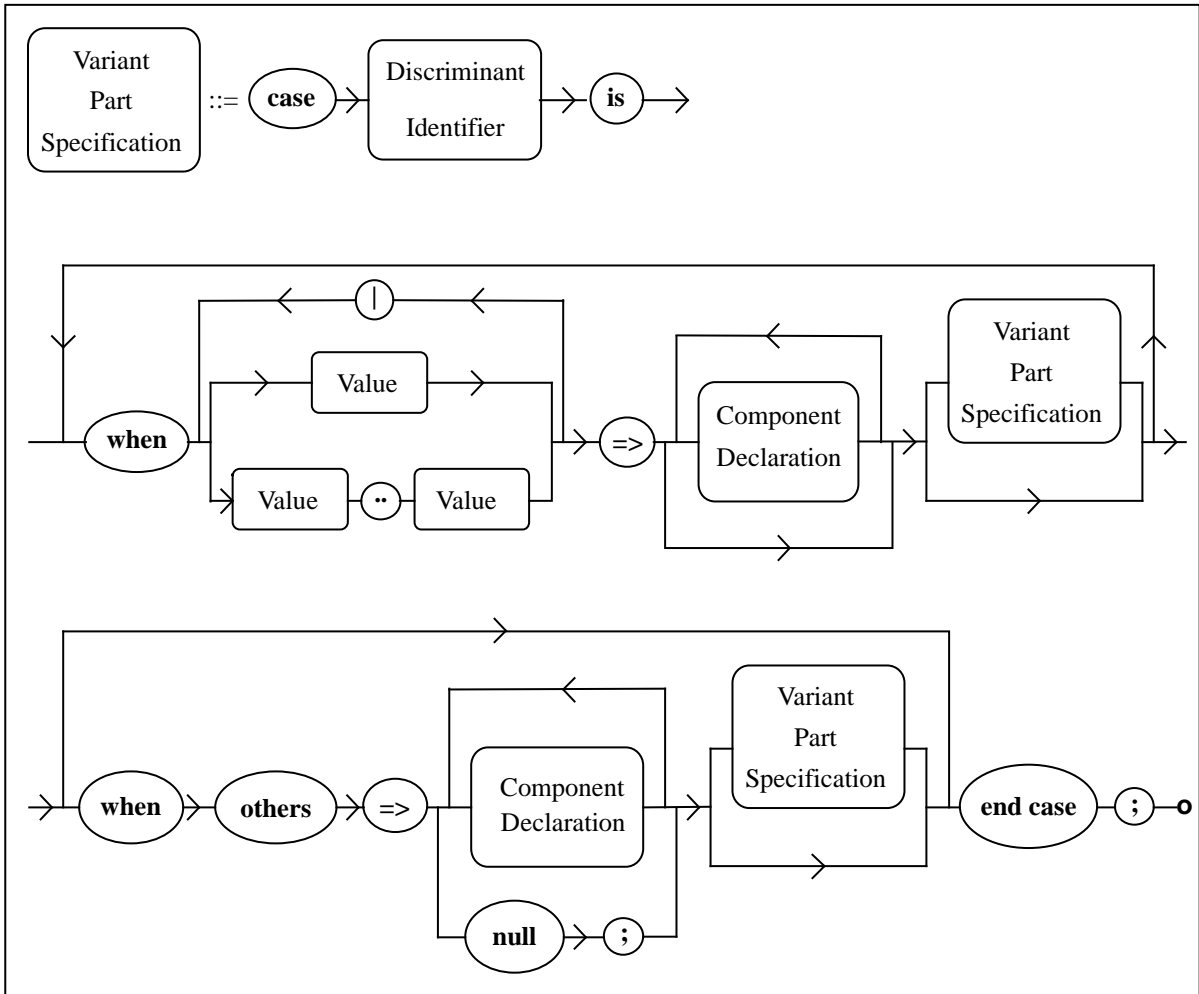 Variant
Part
Specification
::=
case
Discriminant
Identifier
is
|
Value
when
Value
..
Value
=>
Component
Declaration
Variant
Part
Specification
when
others
=>
Component
Declaration
null
;
Variant
Part
Specification
end case
;
o